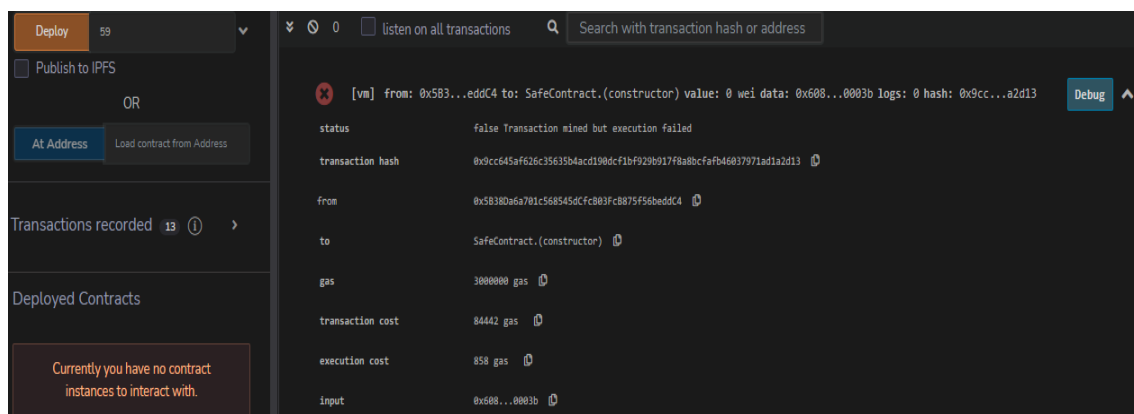 Deploy 59
Publish to IPFS
OR
At Address Load contract from Address
Transactions recorded 13 i
Deployed Contracts
Currently you have no contract
instances to interact with.
0 listen on all transactions Search with transaction hash or address
[vm] from: 0x5B3...eddC4 to: SafeContract.(constructor) value: 0 wei data: 0x608...0003b logs: 0 hash: 0x9cc...a2d13 Debug
status false Transaction mined but execution failed
transaction hash 0x9cc645af626c35635b4acd190dcf1bf929b917f8a8bcfafb46037971ad1a2d13
from 0x5B38Da6a701c568545dCfcB03FcB875f56beddC4
to SafeContract.(constructor)
gas 3000000 gas
transaction cost 84442 gas
execution cost 858 gas
input 0x608...0003b